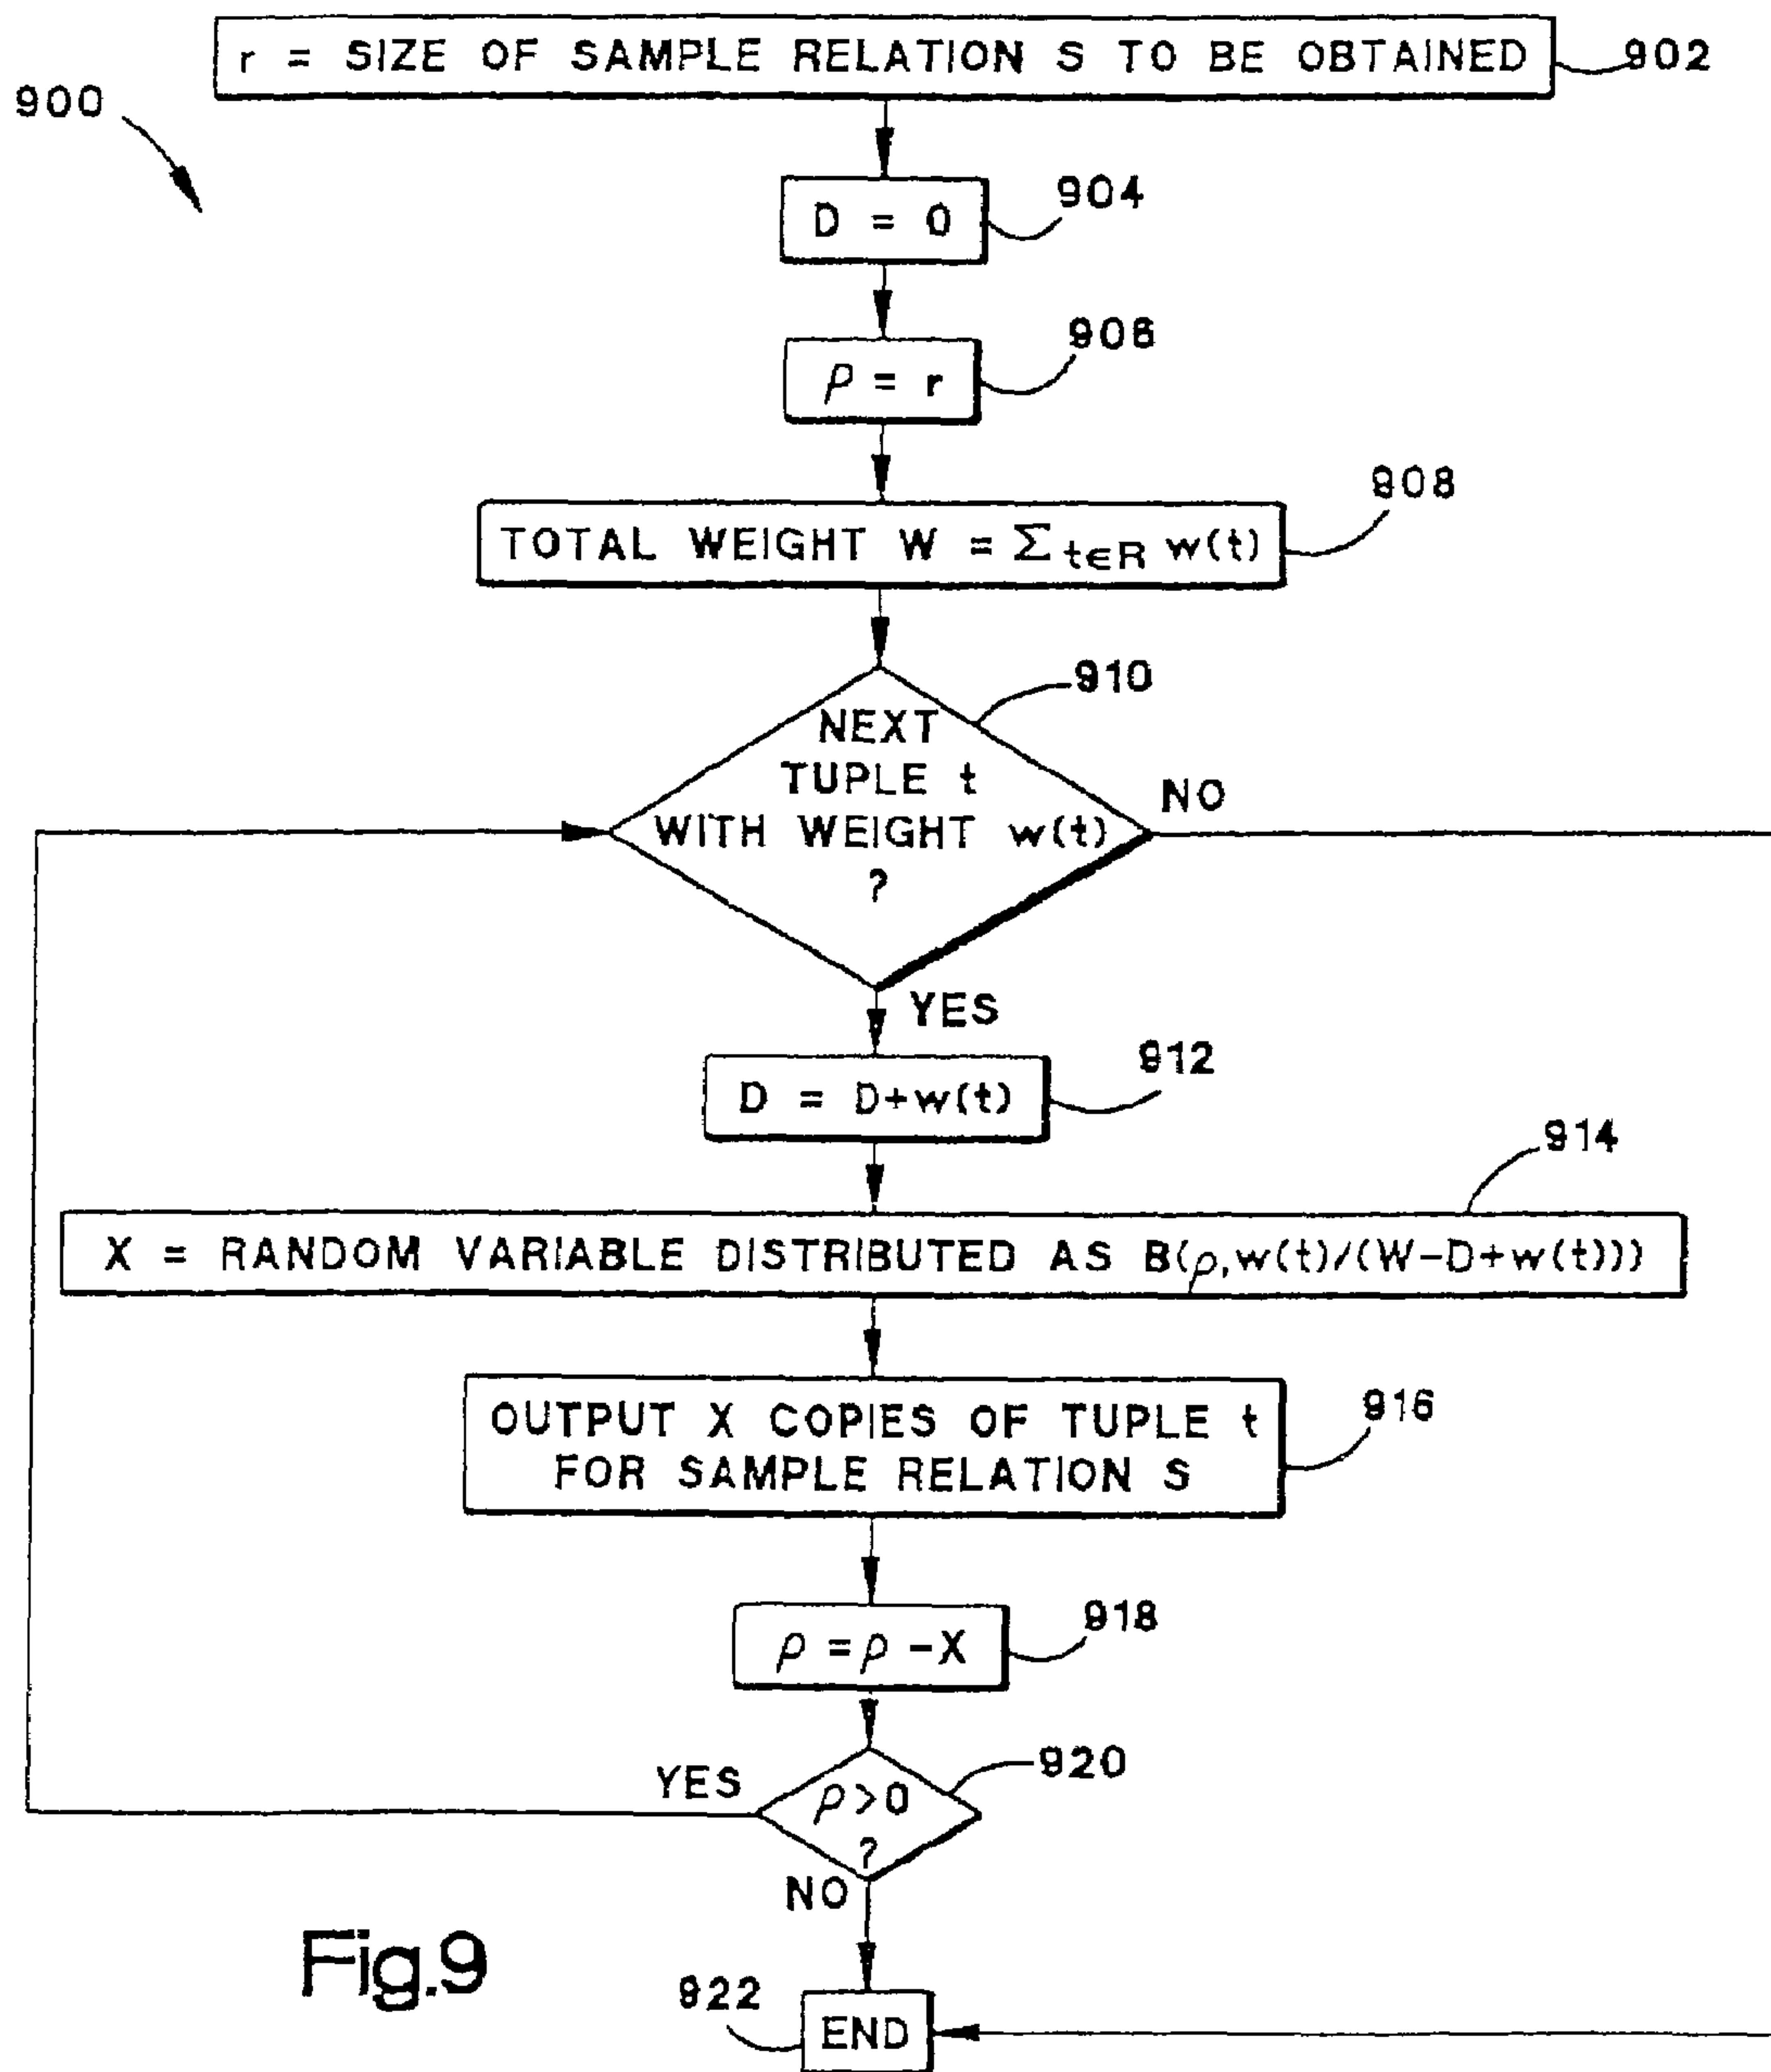 r = SIZE OF SAMPLE RELATION S TO BE OBTAINED
902
900
D = 0
904
ρ = r
906
TOTAL WEIGHT W = Σ t∈R w(t)
908
NEXT
TUPLE t
WITH WEIGHT w(t)
?
910
NO
YES
D = D+w(t)
912
X = RANDOM VARIABLE DISTRIBUTED AS B(ρ,w(t)/(W-D+w(t)))
914
OUTPUT X COPIES OF TUPLE t
FOR SAMPLE RELATION S
916
ρ = ρ - X
918
ρ>0
?
920
YES
NO
END
922
Fig.9